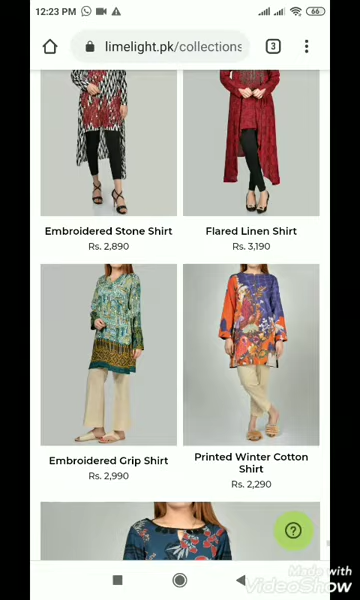 12:23 PM
66
limelight.pk/collections
3
Embroidered Stone Shirt
Rs. 2,890
Flared Linen Shirt
Rs. 3,190
Embroidered Grip Shirt
Rs. 2,990
Printed Winter Cotton
Shirt
Rs. 2,290
Made with
VideoShow